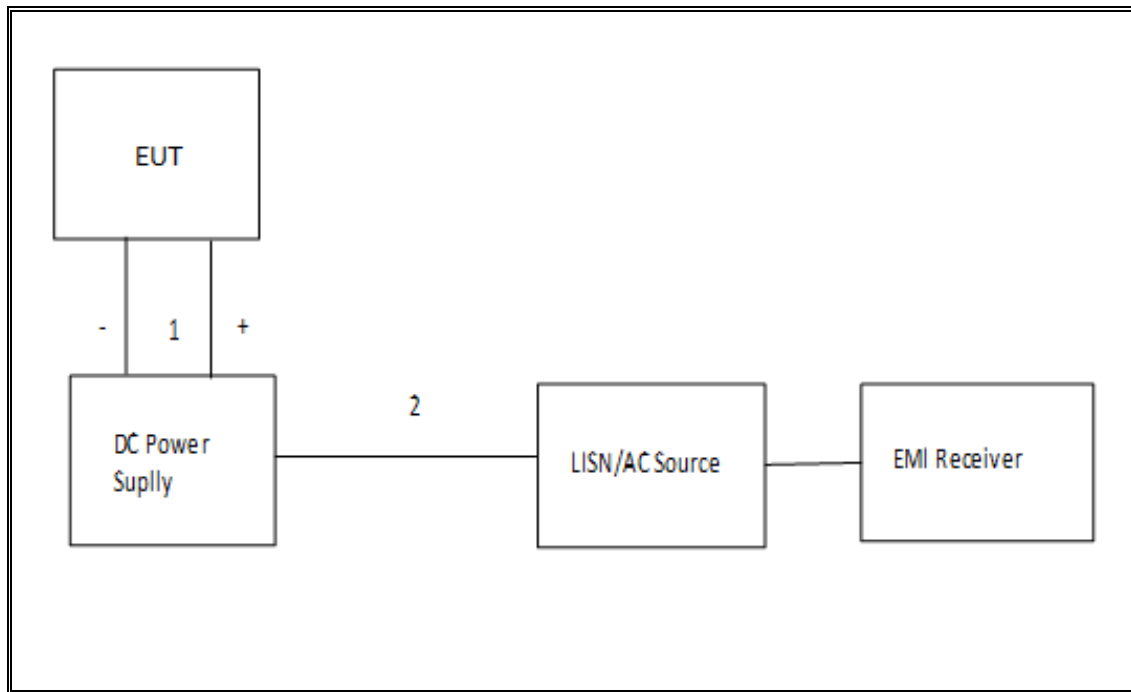 EUT
- 1 +
2
DC Power
Suplly
LISN/AC Source
EMI Receiver